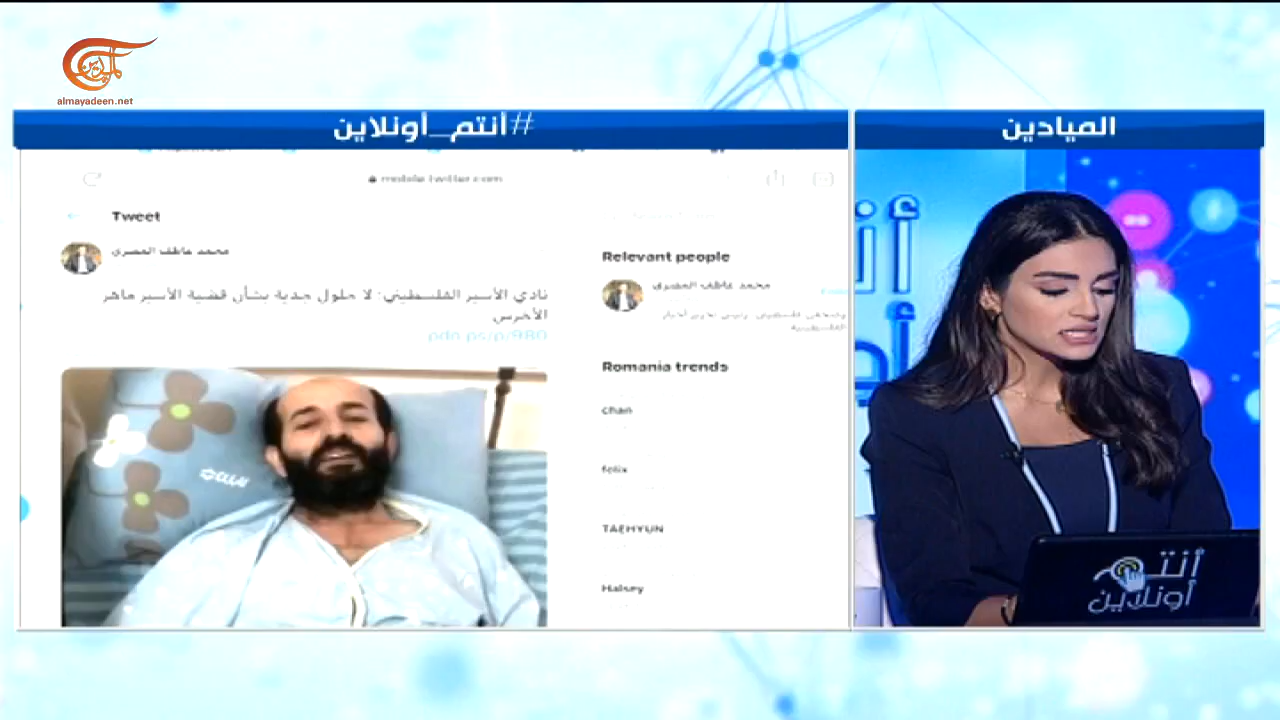 الميادين
almayadeen.net
#أنتم_أونلاين
الميادين
mobile.twitter.com
Tweet
محمد عاطف المصري
نادي الأسير الفلسطيني: لا حلول جدية بشأن قضية الأسير ماهر
الأخرس
Relevant people
محمد عاطف المصري
Romania trends
chan
felix
TAEHYUN
Halsey
أنتم
أونلاين